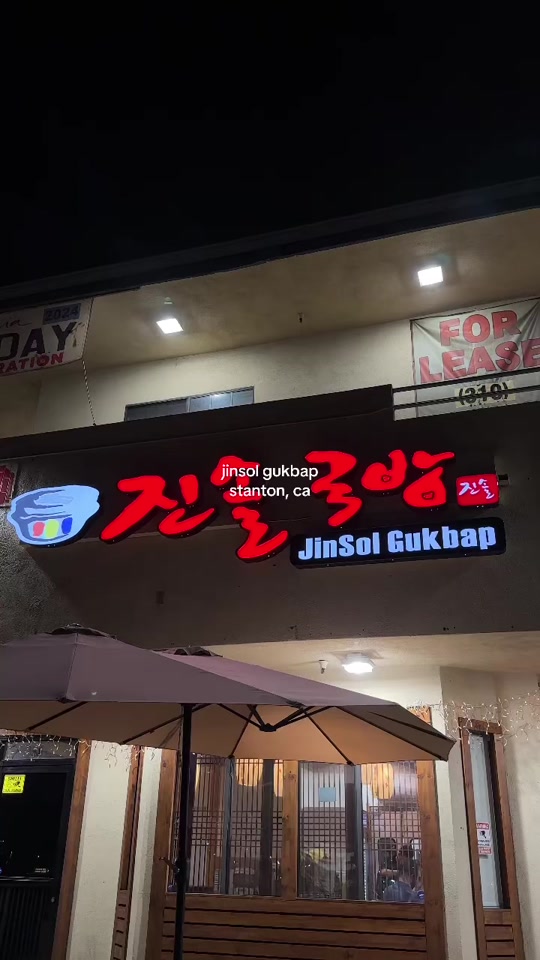 2024
DAY
RATION
FOR
LEASE
(310)
jinsol gukbap
stanton, ca
진솔국밥
진솔
JinSol Gukbap